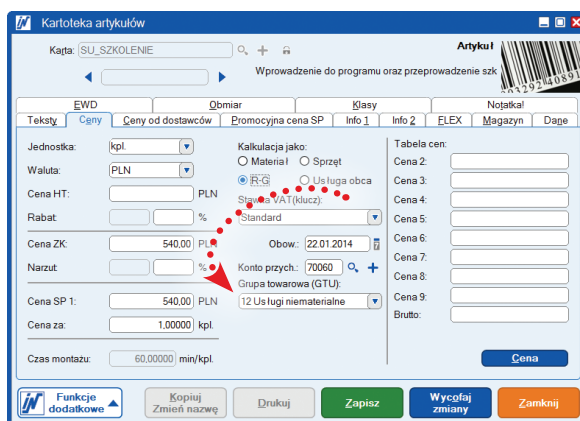 Kartoteka artykułów
Karta: SU_SZKOLENIE
Artykuł
Wprowadzenie do programu oraz przeprowadzenie szk
03292 40891
EWD Obmiar Klasy Notatka!
Teksty Ceny Ceny od dostawców Promocyjna cena SP Info 1 Info 2 FLEX Magazyn Dane
Jednostka: kpl.
Waluta: PLN
Cena HT: PLN
Rabat: %
Cena ZK: 540,00 PLN
Narzut: %
Cena SP 1: 540,00 PLN
Cena za: 1,00000 kpl.
Czas montażu: 60,00000 min/kpl.
Kalkulacja jako:
Materiał Sprzęt
R-G Usługa obca
Stawka VAT(klucz):
Standard
Obow.: 22.01.2014
Konto przych.: 70060
Grupa towarowa (GTU):
12 Usługi niematerialne
Tabela cen:
Cena 2:
Cena 3:
Cena 4:
Cena 5:
Cena 6:
Cena 7:
Cena 8:
Cena 9:
Brutto:
Cena
Funkcje dodatkowe
Kopiuj
Zmień nazwę
Drukuj
Zapisz
Wycofaj
zmiany
Zamknij